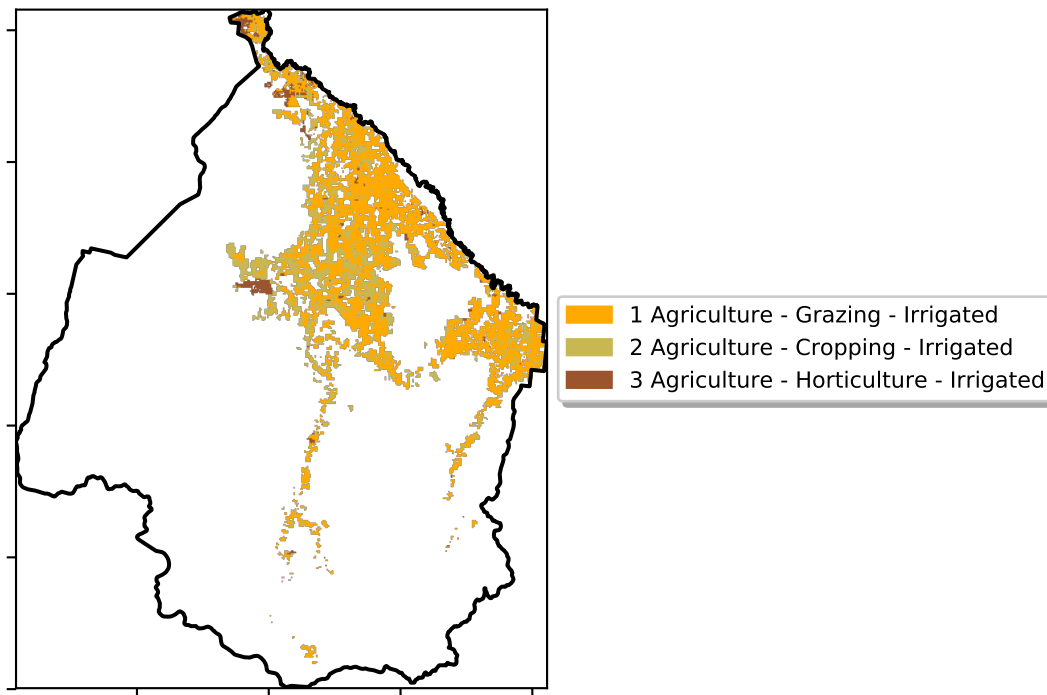 1 Agriculture - Grazing - Irrigated
2 Agriculture - Cropping - Irrigated
3 Agriculture - Horticulture - Irrigated